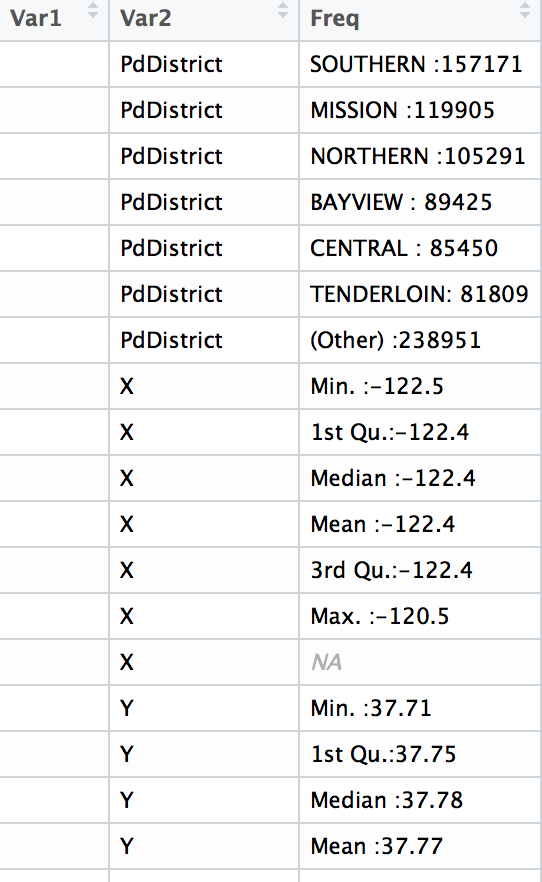 Var1 Var2 Freq
PdDistrict SOUTHERN :157171
PdDistrict MISSION :119905
PdDistrict NORTHERN :105291
PdDistrict BAYVIEW : 89425
PdDistrict CENTRAL : 85450
PdDistrict TENDERLOIN: 81809
PdDistrict (Other) :238951
X Min. :-122.5
X 1st Qu.:-122.4
X Median :-122.4
X Mean :-122.4
X 3rd Qu.:-122.4
X Max. :-120.5
X NA
Y Min. :37.71
Y 1st Qu.:37.75
Y Median :37.78
Y Mean :37.77